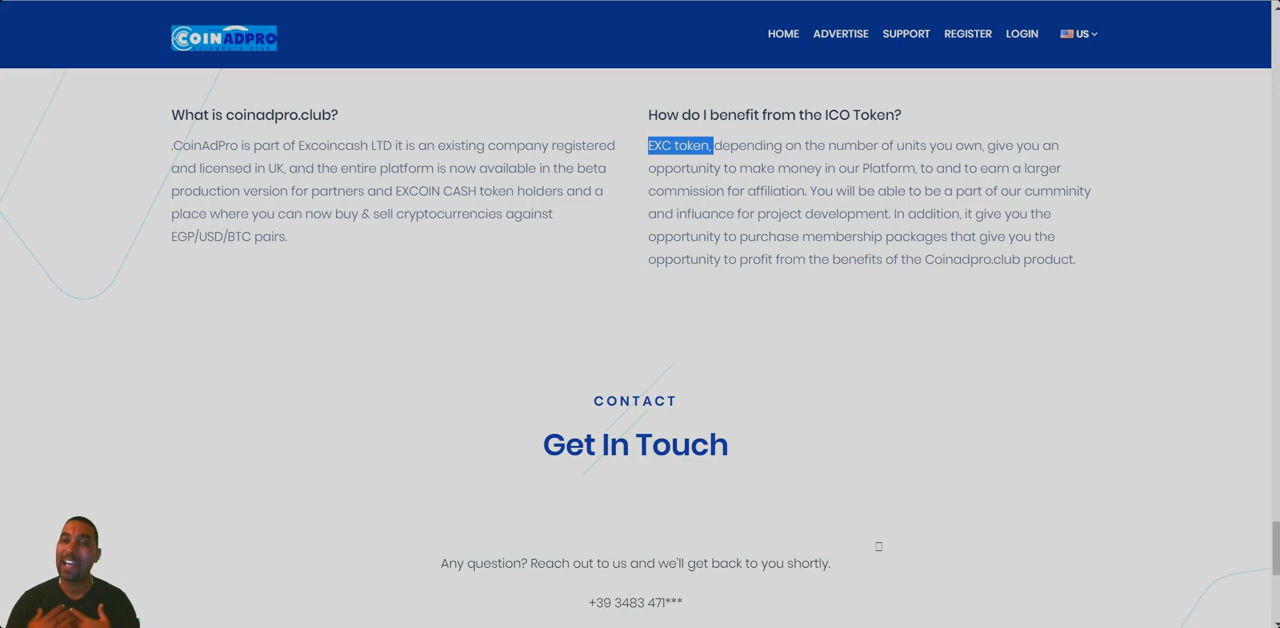 COINADPRO
HOME ADVERTISE SUPPORT REGISTER LOGIN US
What is coinadpro.club?
.CoinAdPro is part of Excoincash LTD it is an existing company registered
and licensed in UK, and the entire platform is now available in the beta
production version for partners and EXCOIN CASH token holders and a
place where you can now buy & sell cryptocurrencies against
EGP/USD/BTC pairs.
How do I benefit from the ICO Token?
EXC token, depending on the number of units you own, give you an
opportunity to make money in our Platform, to and to earn a larger
commission for affiliation. You will be able to be a part of our cumminity
and influence for project development. In addition, it give you the
opportunity to purchase membership packages that give you the
opportunity to profit from the benefits of the Coinadpro.club product.
CONTACT
Get In Touch
Any question? Reach out to us and we'll get back to you shortly.
+39 3483 471***